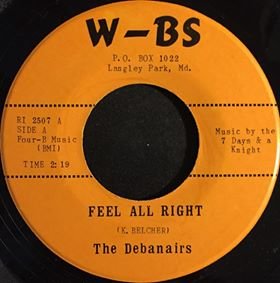 W-BS
P.O. BOX 1022
Langley Park, Md.
RI 2507 A
SIDE A
Four-B Music
(BMI)
TIME 2:19
Music by the
7 Days & a
Knight
FEEL ALL RIGHT
(K. BELCHER)
The Debanairs